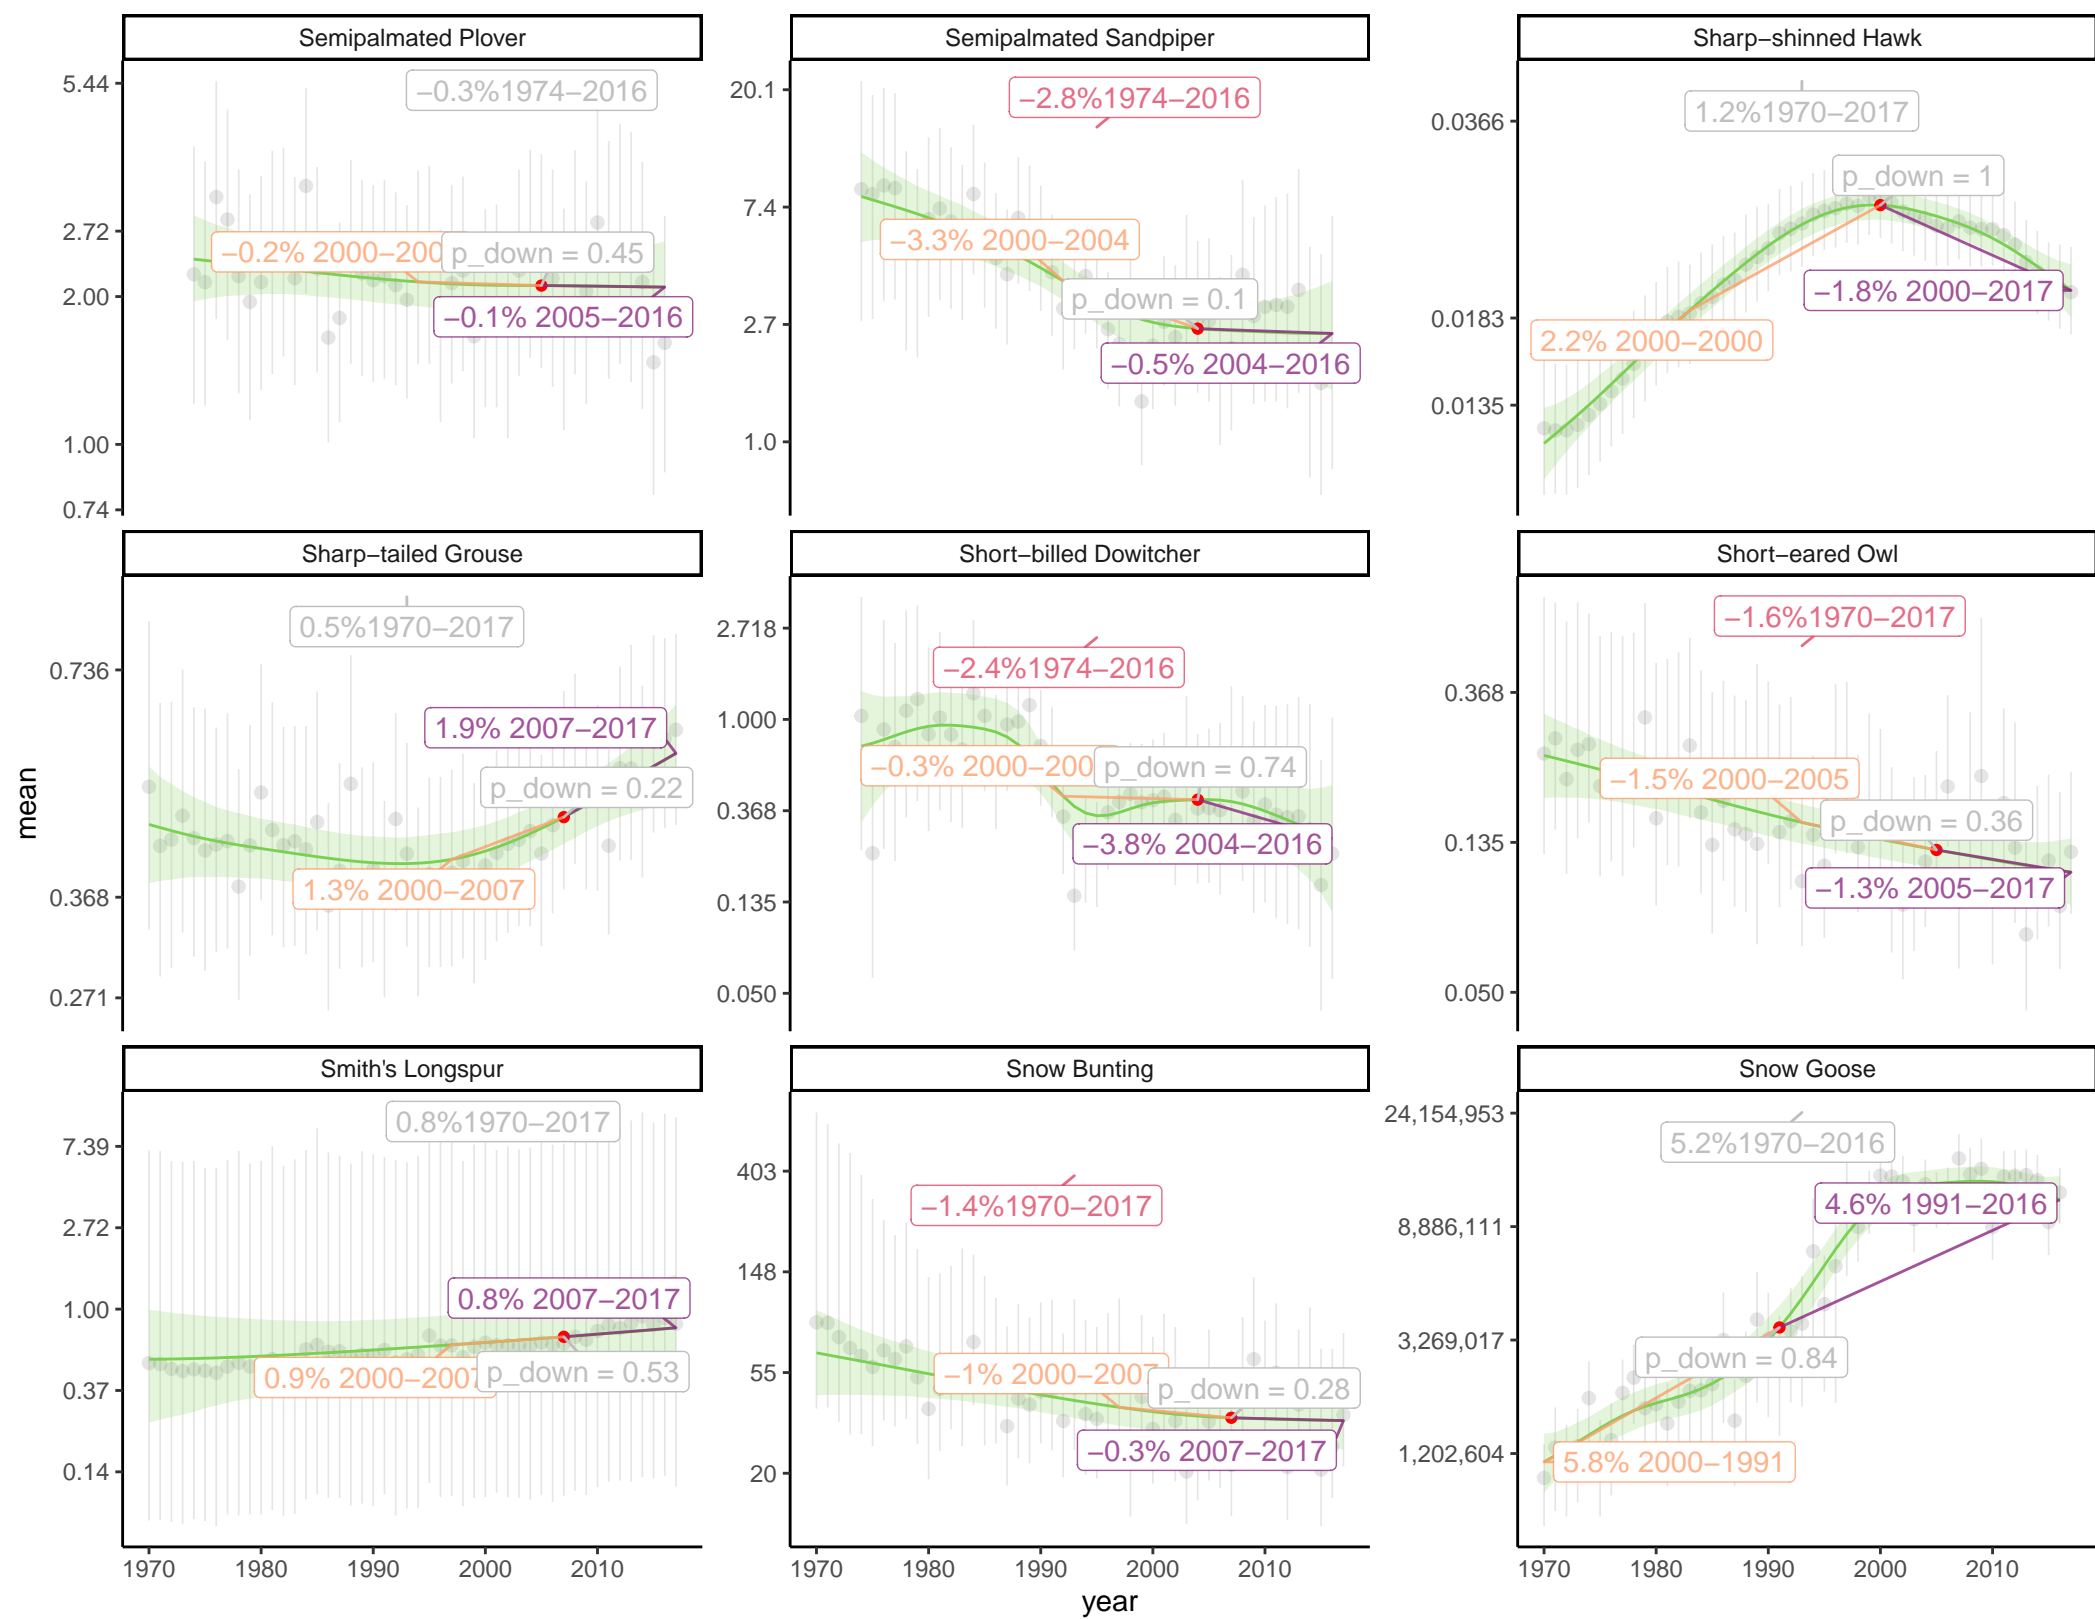 Semipalmated Plover
Semipalmated Sandpiper
Sharp−shinned Hawk
5.44
2.72
2.00
1.00
0.74
−0.3%1974−2016
−0.2% 2000−200
p_down = 0.45
−0.1% 2005−2016
20.1
7.4
2.7
1.0
−2.8%1974−2016
−3.3% 2000−2004
p_down = 0.1
−0.5% 2004−2016
0.0366
0.0183
0.0135
1.2%1970−2017
p_down = 1
−1.8% 2000−2017
2.2% 2000−2000
Sharp−tailed Grouse
Short−billed Dowitcher
Short−eared Owl
0.736
0.368
0.271
0.5%1970−2017
1.9% 2007−2017
p_down = 0.22
1.3% 2000−2007
2.718
1.000
0.368
0.135
0.050
−2.4%1974−2016
−0.3% 2000−200
p_down = 0.74
−3.8% 2004−2016
0.368
0.135
0.050
−1.6%1970−2017
−1.5% 2000−2005
p_down = 0.36
−1.3% 2005−2017
mean
Smith's Longspur
Snow Bunting
Snow Goose
7.39
2.72
1.00
0.37
0.14
0.8%1970−2017
0.8% 2007−2017
0.9% 2000−2007
p_down = 0.53
403
148
55
20
−1.4%1970−2017
−1% 2000−2007
p_down = 0.28
−0.3% 2007−2017
24,154,953
8,886,111
3,269,017
1,202,604
5.2%1970−2016
4.6% 1991−2016
p_down = 0.84
5.8% 2000−1991
1970 1980 1990 2000 2010
1970 1980 1990 2000 2010
1970 1980 1990 2000 2010
year